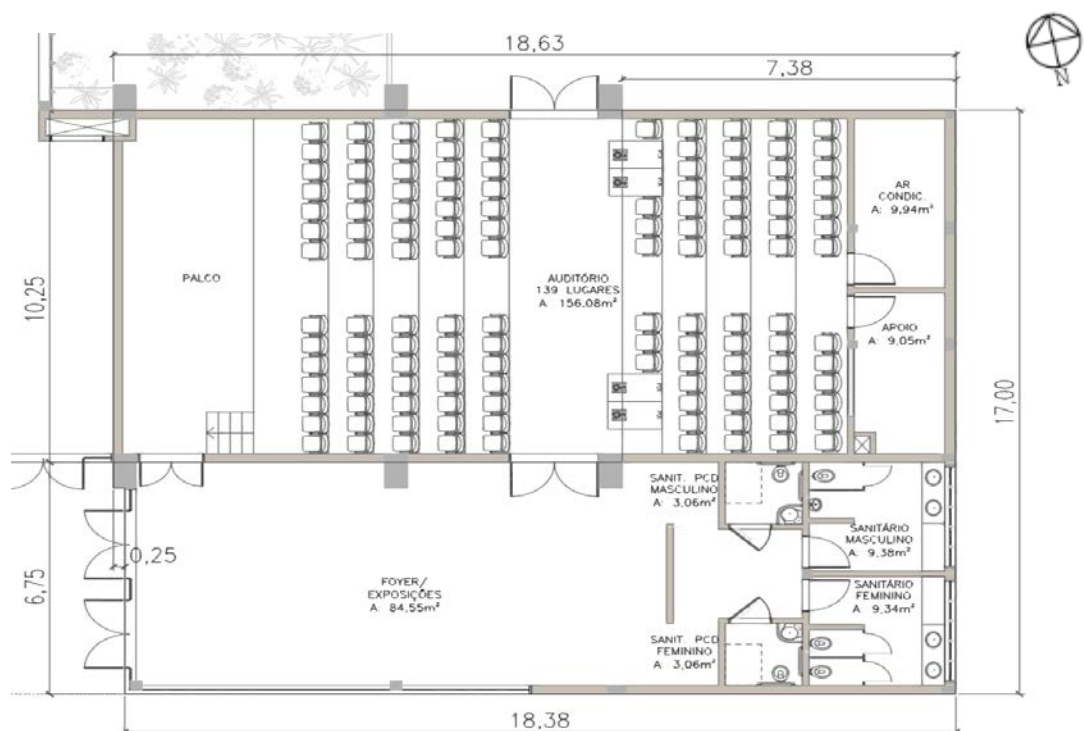 18,63
7,38
N
10,25
PALCO
AUDITÓRIO
139 LUGARES
A: 156.08m²
AR
CONDIC.
A: 9,94m²
APOIO
A: 9,05m²
17,00
6,75
0,25
FOYER/
EXPOSIÇÕES
A: 84,55m²
SANIT. PCD
MASCULINO
A: 3,06m²
SANITÁRIO
MASCULINO
A: 9,38m²
SANITÁRIO
FEMININO
A: 9,34m²
SANIT. PCD
FEMININO
A: 3,06m²
18,38